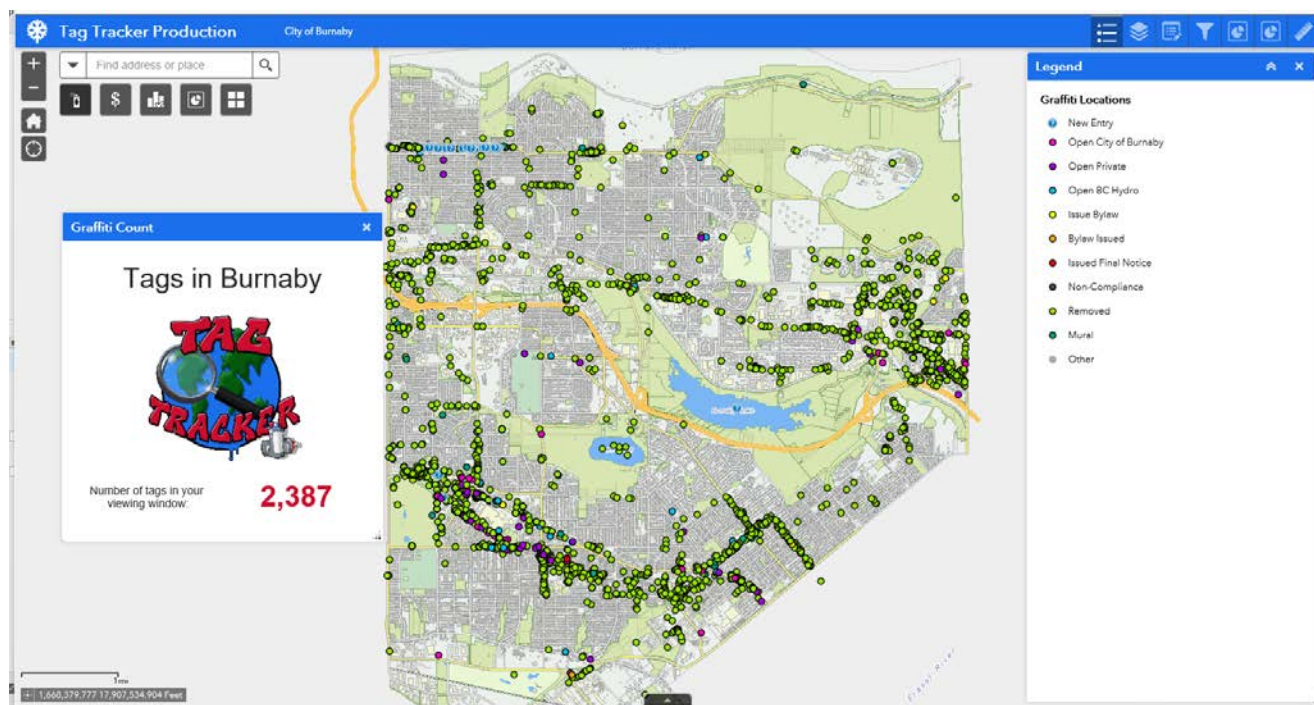 Tag Tracker Production
City of Burnaby
Find address or place
Legend
Graffiti Locations
New Entry
Open City of Burnaby
Open Private
Open BC Hydro
Issue Bylaw
Bylaw Issued
Issued Final Notice
Non-Compliance
Removed
Mural
Other
Graffiti Count
Tags in Burnaby
TAG
TRACKER
Number of tags in your
viewing window:
2,387
Fraser River
1,660,379.777 17,907,534.904 Feet